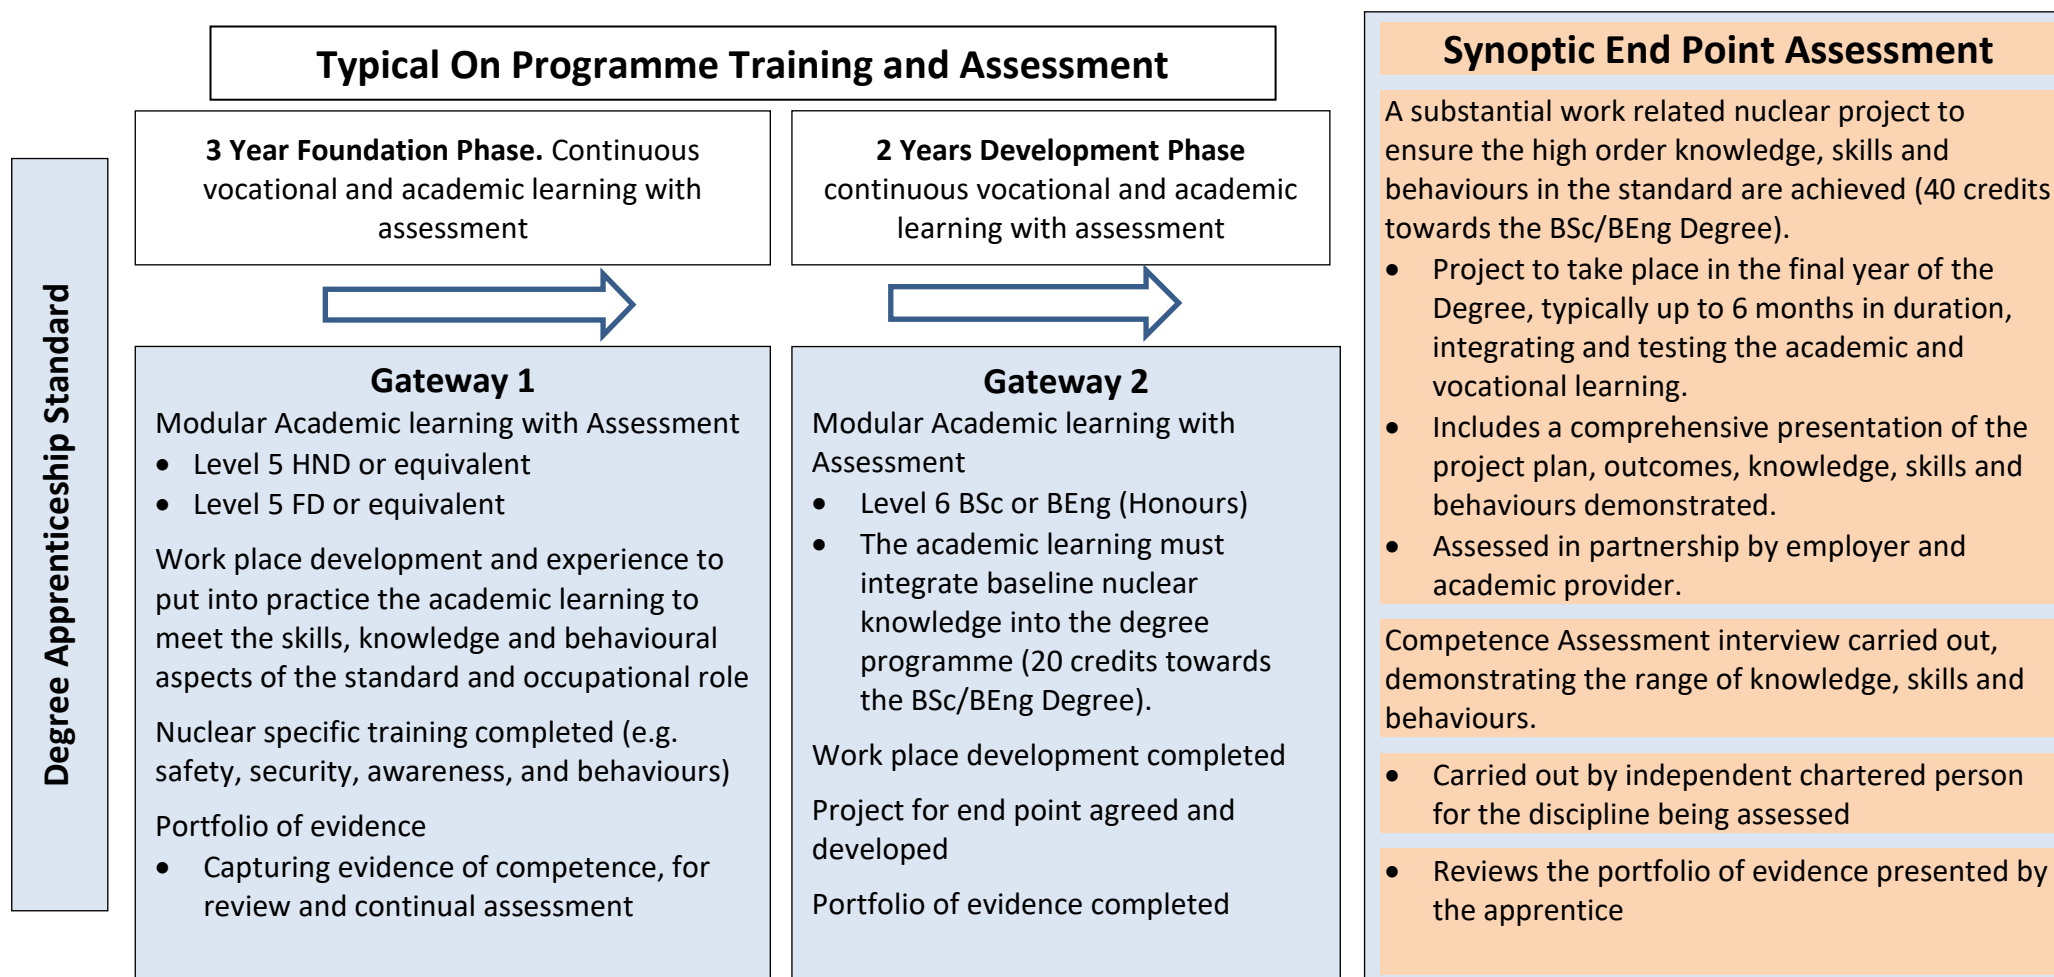 Degree Apprenticeship Standard
Typical On Programme Training and Assessment
3 Year Foundation Phase. Continuous
vocational and academic learning with
assessment
Gateway 1
Modular Academic learning with Assessment
• Level 5 HND or equivalent
• Level 5 FD or equivalent
Work place development and experience to
put into practice the academic learning to
meet the skills, knowledge and behavioural
aspects of the standard and occupational role
Nuclear specific training completed (e.g.
safety, security, awareness, and behaviours)
Portfolio of evidence
• Capturing evidence of competence, for
review and continual assessment
2 Years Development Phase
continuous vocational and academic
learning with assessment
Gateway 2
Modular Academic learning with
Assessment
• Level 6 BSc or BEng (Honours)
• The academic learning must
integrate baseline nuclear
knowledge into the degree
programme (20 credits towards
the BSc/BEng Degree).
Work place development completed
Project for end point agreed and
developed
Portfolio of evidence completed
Synoptic End Point Assessment
A substantial work related nuclear project to
ensure the high order knowledge, skills and
behaviours in the standard are achieved (40 credits
towards the BSc/BEng Degree).
• Project to take place in the final year of the
Degree, typically up to 6 months in duration,
integrating and testing the academic and
vocational learning.
• Includes a comprehensive presentation of the
project plan, outcomes, knowledge, skills and
behaviours demonstrated.
• Assessed in partnership by employer and
academic provider.
Competence Assessment interview carried out,
demonstrating the range of knowledge, skills and
behaviours.
• Carried out by independent chartered person
for the discipline being assessed
• Reviews the portfolio of evidence presented by
the apprentice